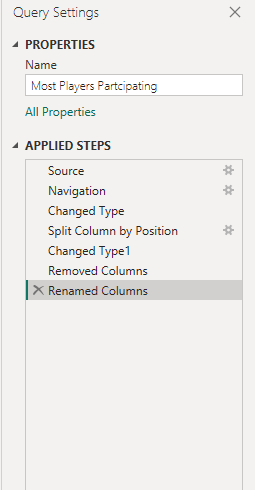 Query Settings
PROPERTIES
Name
Most Players Partcipating
All Properties
APPLIED STEPS
Source
Navigation
Changed Type
Split Column by Position
Changed Type1
Removed Columns
Renamed Columns